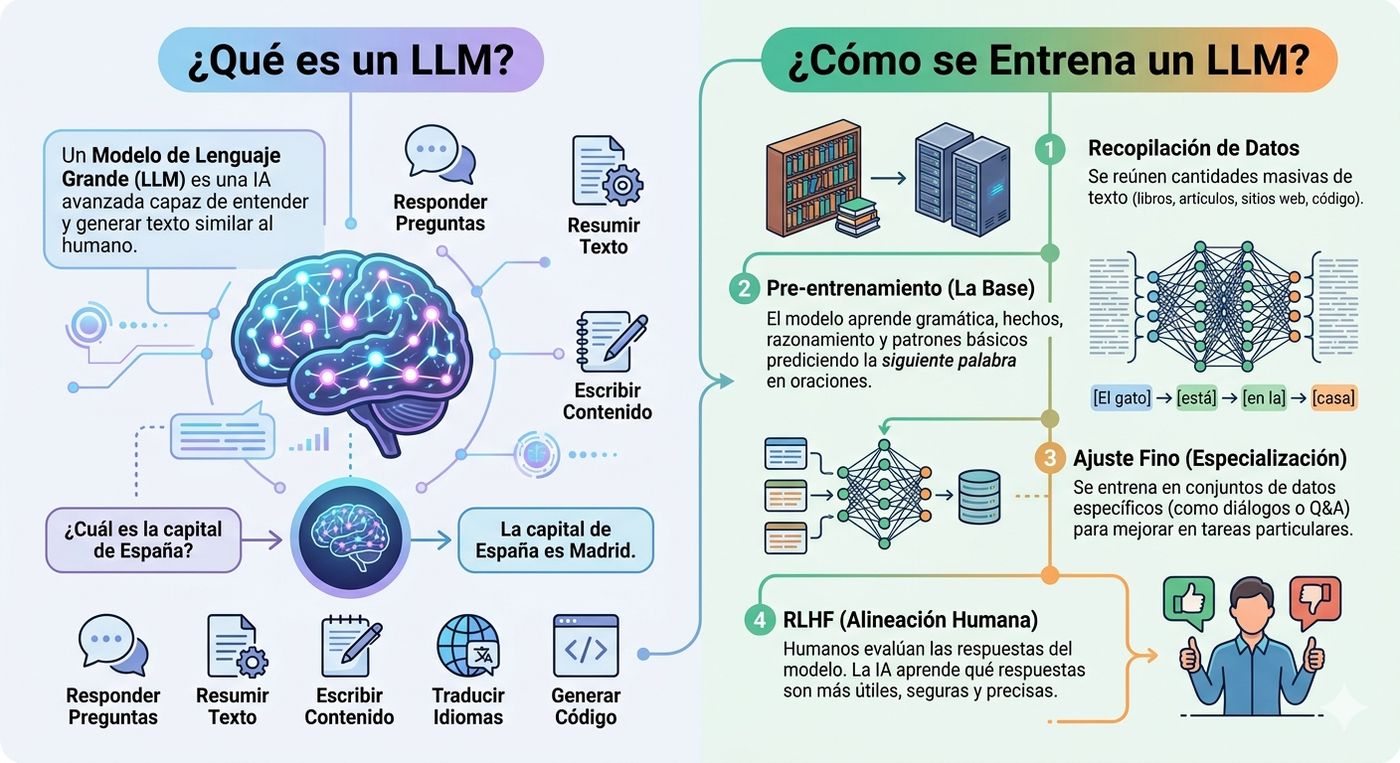 ¿Qué es un LLM?
Un Modelo de Lenguaje
Grande (LLM) es una IA
avanzada capaz de entender
y generar texto similar al
humano.
Responder
Preguntas
Resumir
Texto
Escribir
Contenido
¿Cuál es la capital
de España?
La capital de
España es Madrid.
Responder
Preguntas
Resumir
Texto
Escribir
Contenido
Traducir
Idiomas
</>
Generar
Código
¿Cómo se Entrena un LLM?
1
Recopilación de Datos
Se reúnen cantidades masivas de
texto (libros, artículos, sitios web, código).
2
Pre-entrenamiento (La Base)
El modelo aprende gramática, hechos,
razonamiento y patrones básicos
prediciendo la siguiente palabra
en oraciones.
[El gato] → [está] → [en la] → [casa]
3
Ajuste Fino (Especialización)
Se entrena en conjuntos de datos
específicos (como diálogos o Q&A)
para mejorar en tareas particulares.
4
RLHF (Alineación Humana)
Humanos evalúan las respuestas del
modelo. La IA aprende qué respuestas
son más útiles, seguras y precisas.